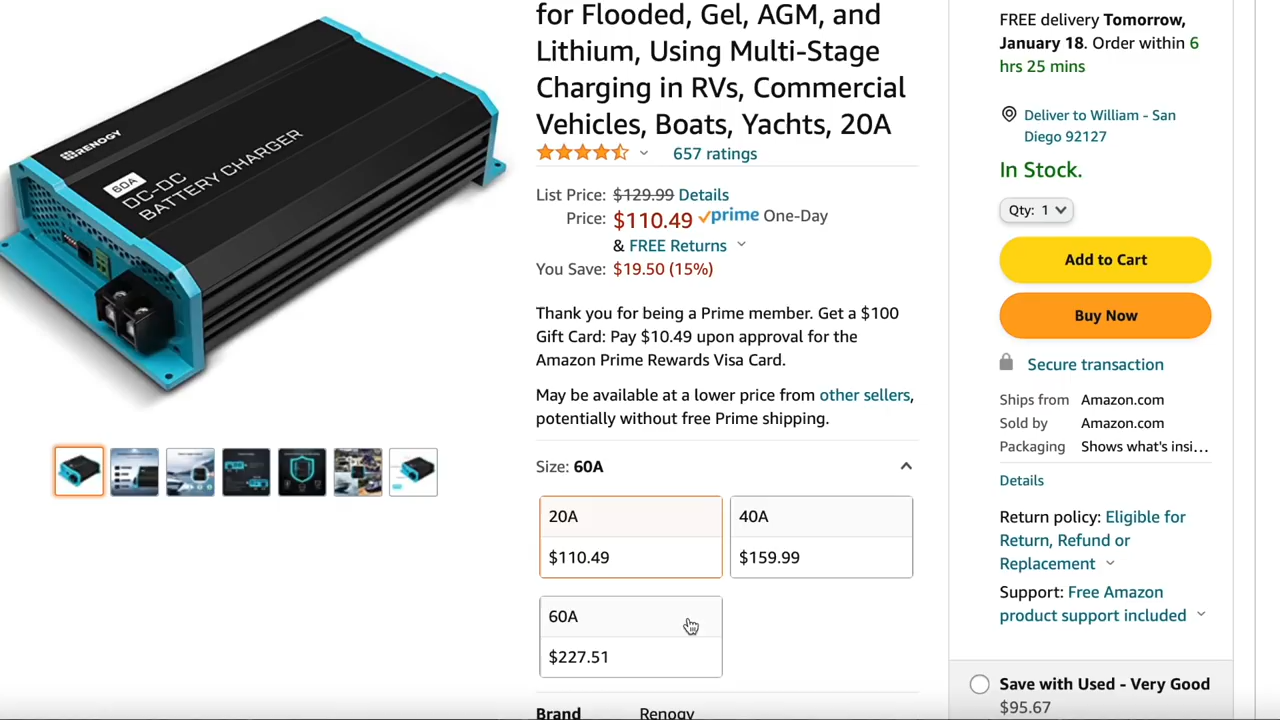 for Flooded, Gel, AGM, and
Lithium, Using Multi-Stage
Charging in RVs, Commercial
Vehicles, Boats, Yachts, 20A
657 ratings
List Price: $129.99 Details
Price: $110.49 prime One-Day
& FREE Returns
You Save: $19.50 (15%)
Thank you for being a Prime member. Get a $100
Gift Card: Pay $10.49 upon approval for the
Amazon Prime Rewards Visa Card.
May be available at a lower price from other sellers,
potentially without free Prime shipping.
Size: 60A
20A
$110.49
40A
$159.99
60A
$227.51
Brand Renogy
RENOGY
60A
DC-DC
BATTERY CHARGER
FREE delivery Tomorrow,
January 18. Order within 6
hrs 25 mins
Deliver to William - San
Diego 92127
In Stock.
Qty: 1
Add to Cart
Buy Now
Secure transaction
Ships from Amazon.com
Sold by Amazon.com
Packaging Shows what's insi...
Details
Return policy: Eligible for
Return, Refund or
Replacement
Support: Free Amazon
product support included
Save with Used - Very Good
$95.67